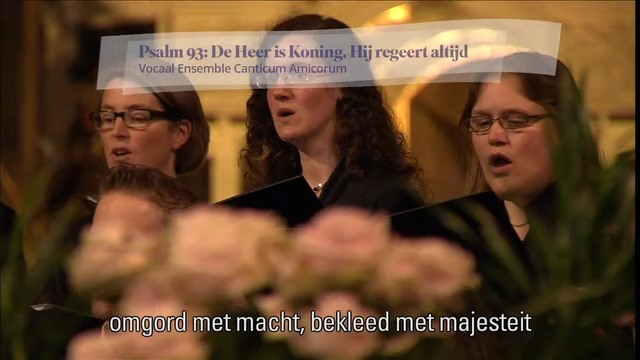 Psalm 93: De Heer is Koning, Hij regeert altijd
Vocaal Ensemble Canticum Amicorum
omgord met macht, bekleed met majesteit